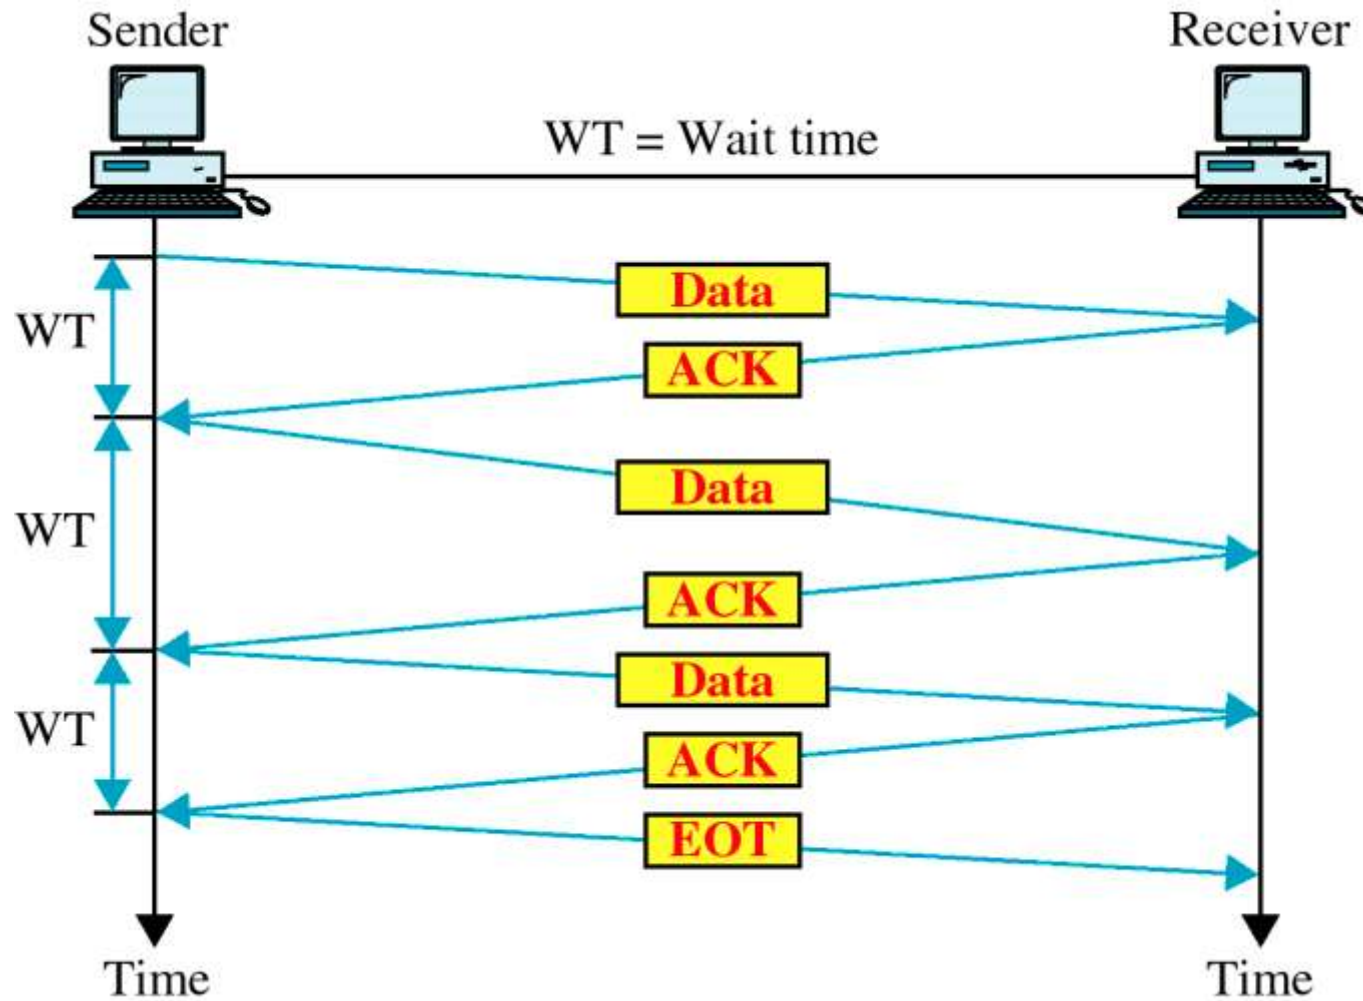 Sender
Receiver
WT = Wait time
Data
WT
ACK
Data
WT
ACK
Data
WT
ACK
EOT
Time
Time